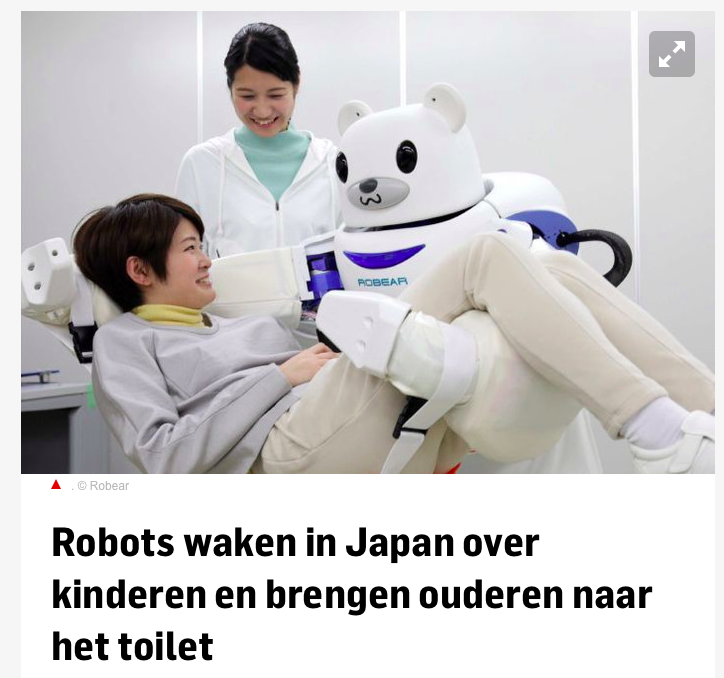 ROBEAR
. © Robear
Robots waken in Japan over
kinderen en brengen ouderen naar
het toilet